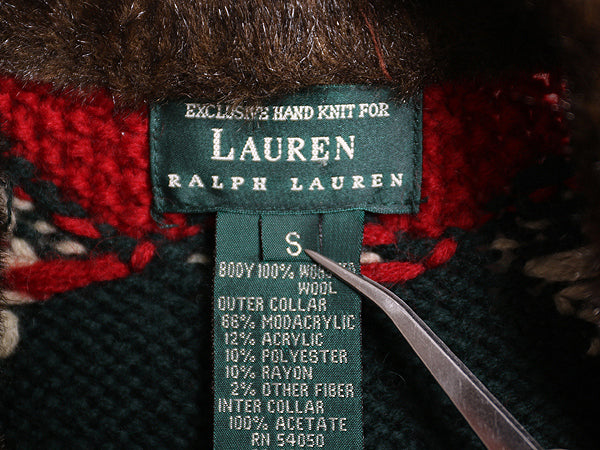 EXCLUSIVE HAND KNIT FOR
LAUREN
RALPH LAUREN
S
BODY 100%
WOOL
OUTER COLLAR
68% MODACRYLIC
12% ACRYLIC
10% POLYESTER
10% RAYON
2% OTHER FIBER
INTER COLLAR
100% ACETATE
RN 54050